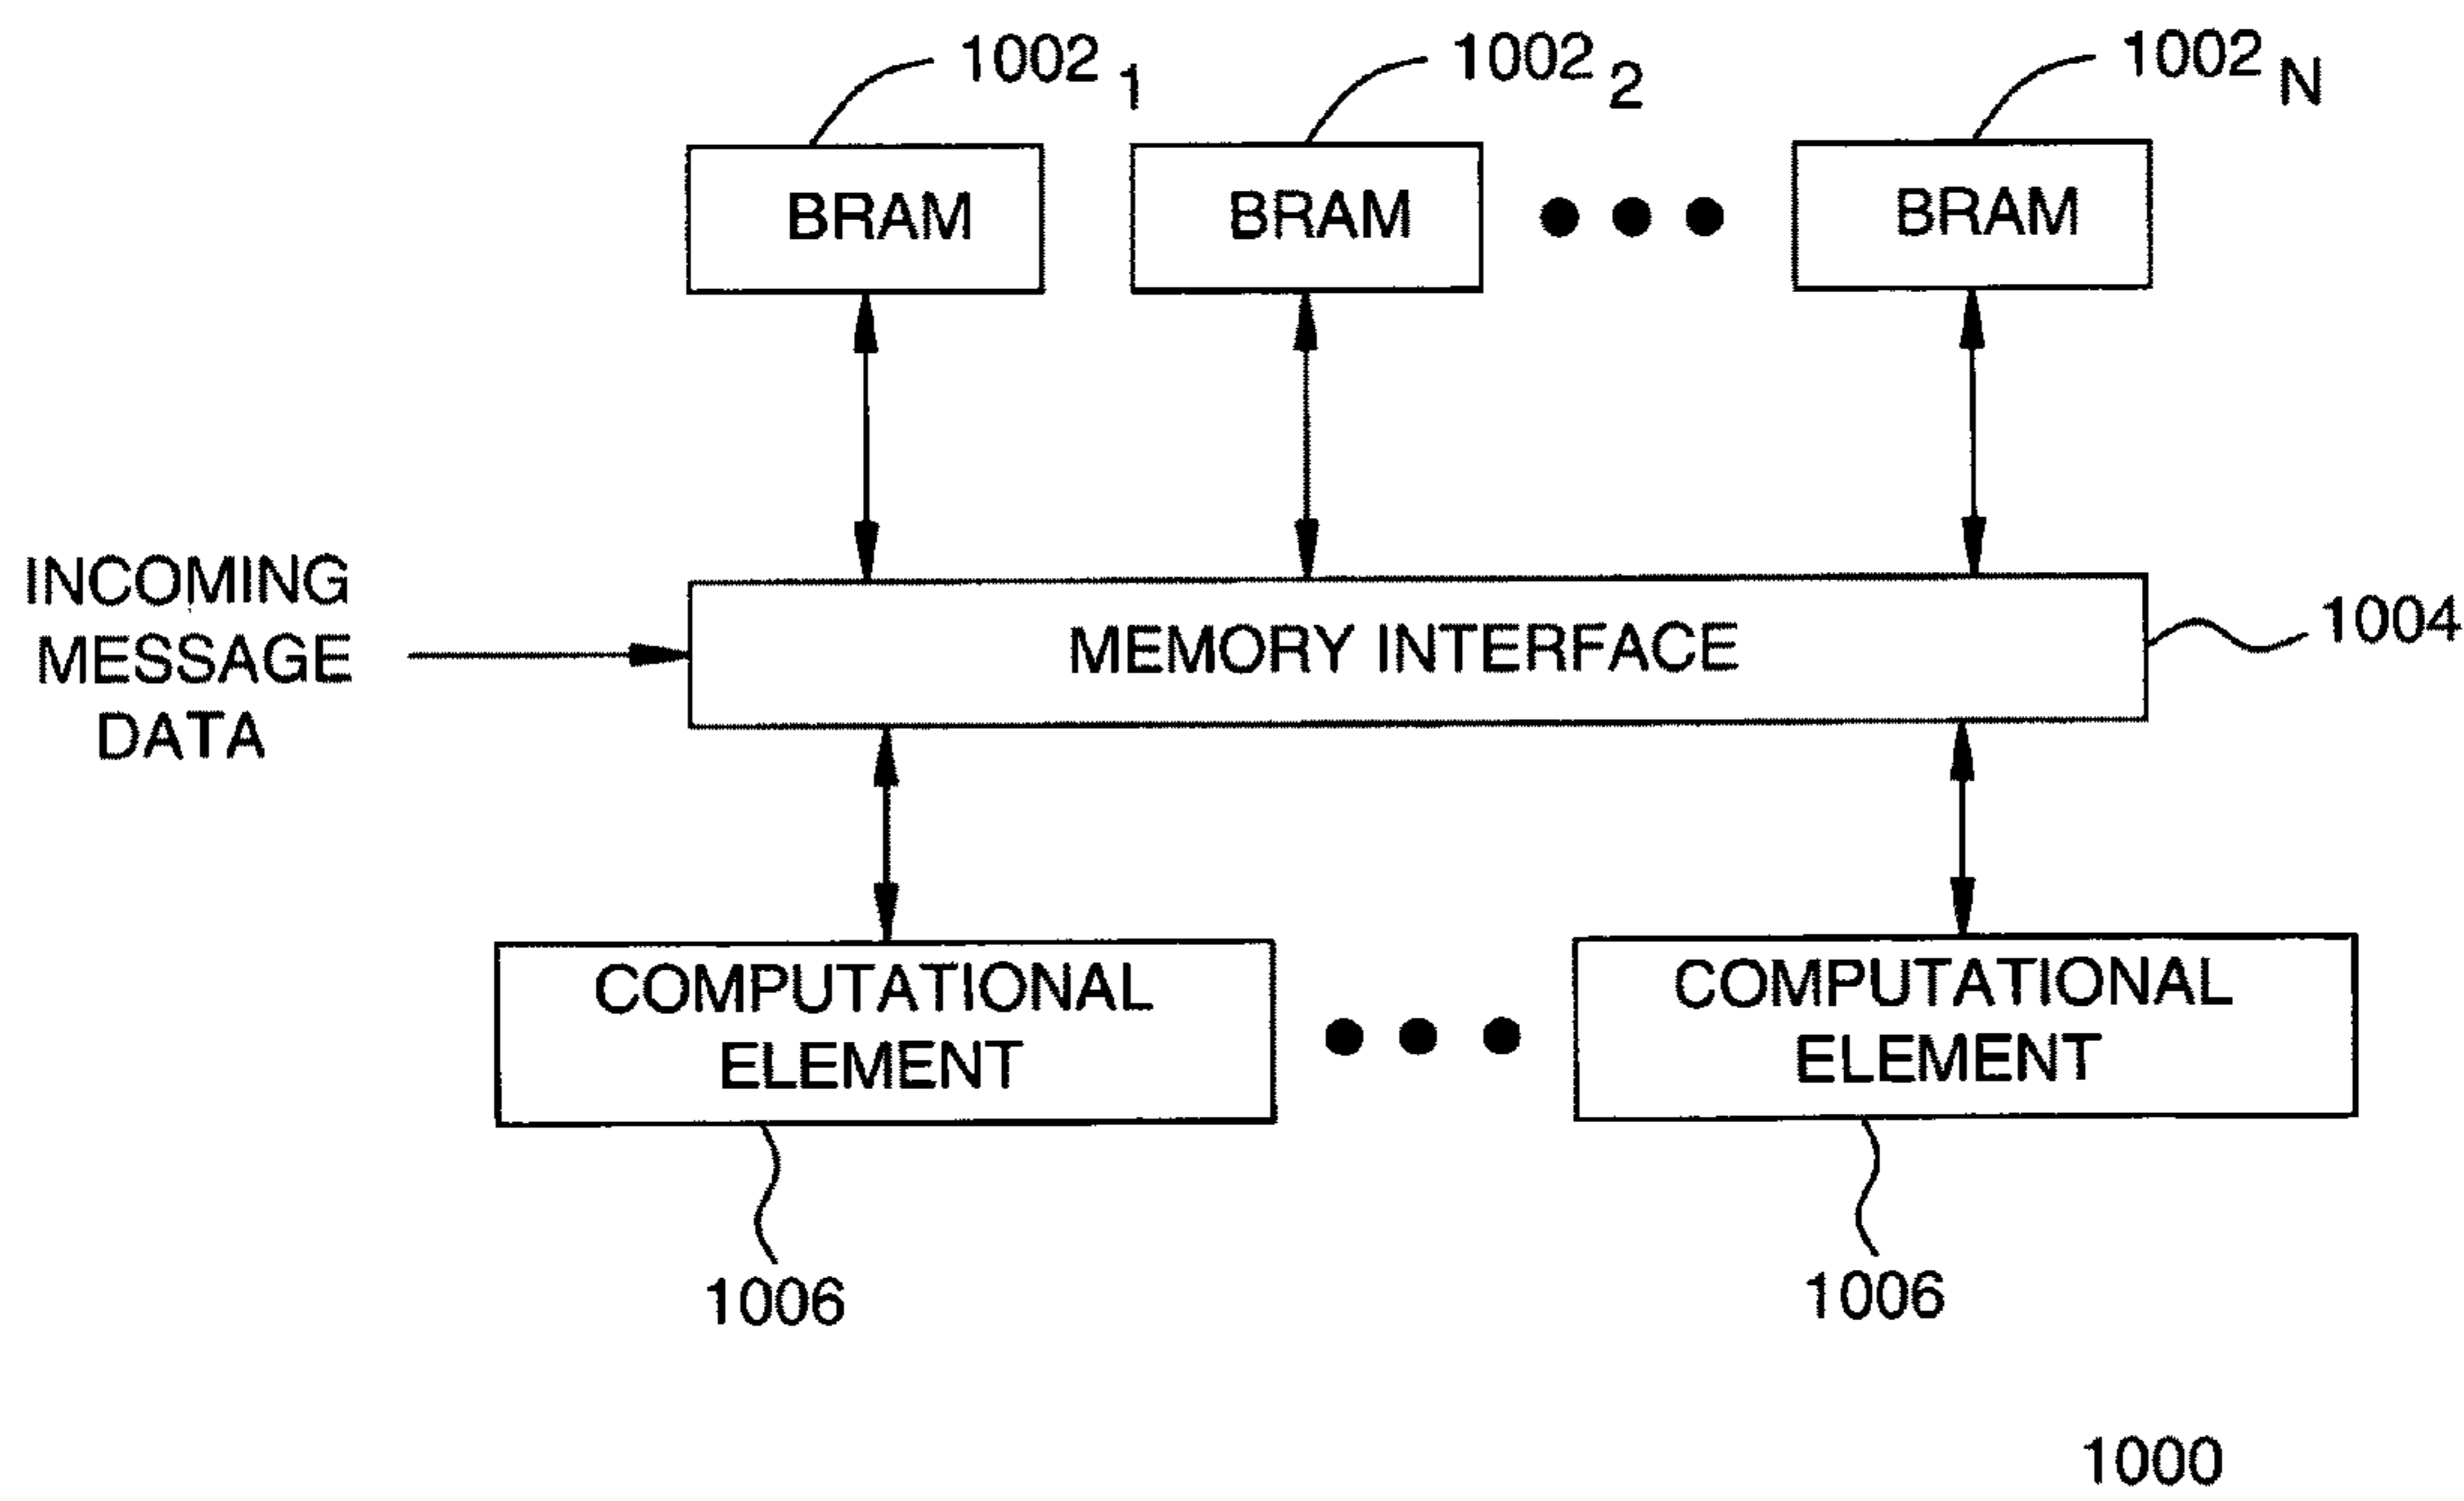 1002 1
1002 2
1002 N
BRAM
BRAM
BRAM
INCOMING
MESSAGE
DATA
MEMORY INTERFACE
1004
COMPUTATIONAL
ELEMENT
COMPUTATIONAL
ELEMENT
1006
1006
1000